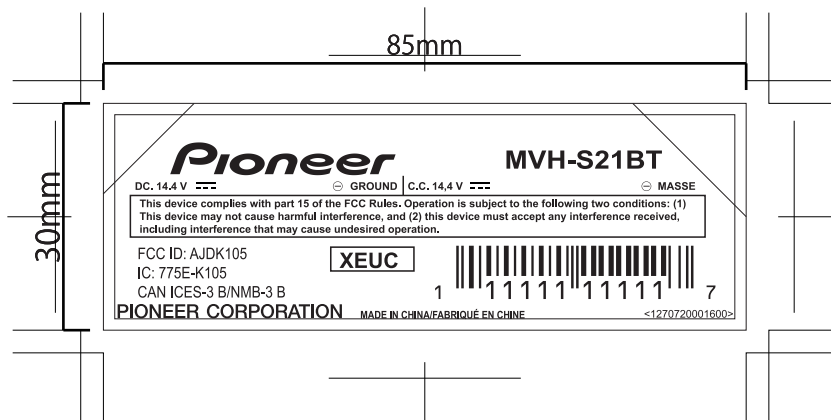 85mm
30mm
Pioneer MVH-S21BT
DC. 14.4 V ⎓ ⊖ GROUND | C.C. 14,4 V ⎓ ⊖ MASSE
This device complies with part 15 of the FCC Rules. Operation is subject to the following two conditions: (1)
This device may not cause harmful interference, and (2) this device must accept any interference received,
including interference that may cause undesired operation.
FCC ID: AJDK105
IC: 775E-K105
CAN ICES-3 B/NMB-3 B
XEUC
1 11111 11111 7
PIONEER CORPORATION MADE IN CHINA/FABRIQUÉ EN CHINE <1270720001600>